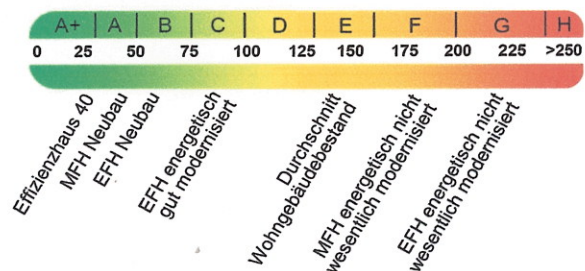 A+ A B C D E F G H
0 25 50 75 100 125 150 175 200 225 >250
Effizienzhaus 40
MFH Neubau
EFH Neubau
EFH energetisch
gut modernisiert
Durchschnitt
Wohngebäudebestand
MFH energetisch nicht
wesentlich modernisiert
EFH energetisch nicht
wesentlich modernisiert